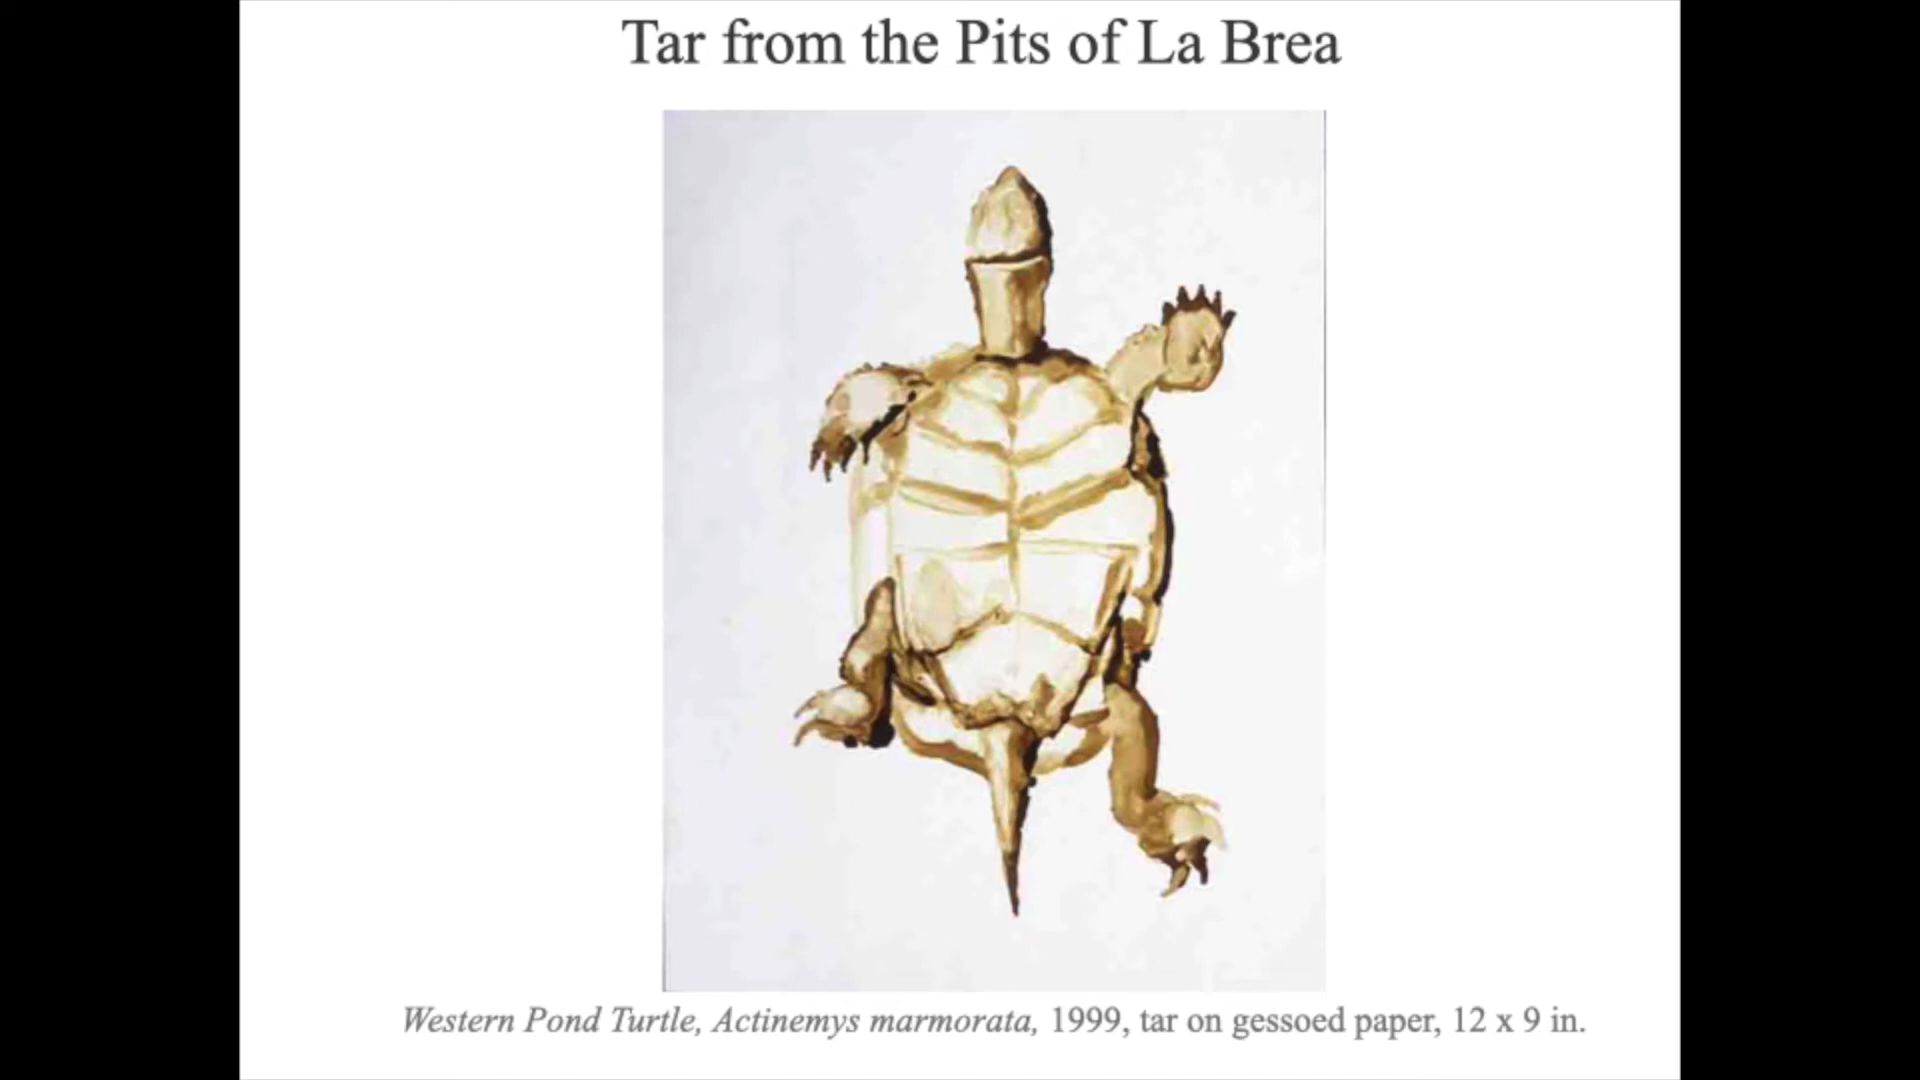 Tar from the Pits of La Brea
Western Pond Turtle, Actinemys marmorata, 1999, tar on gessoed paper, 12 x 9 in.